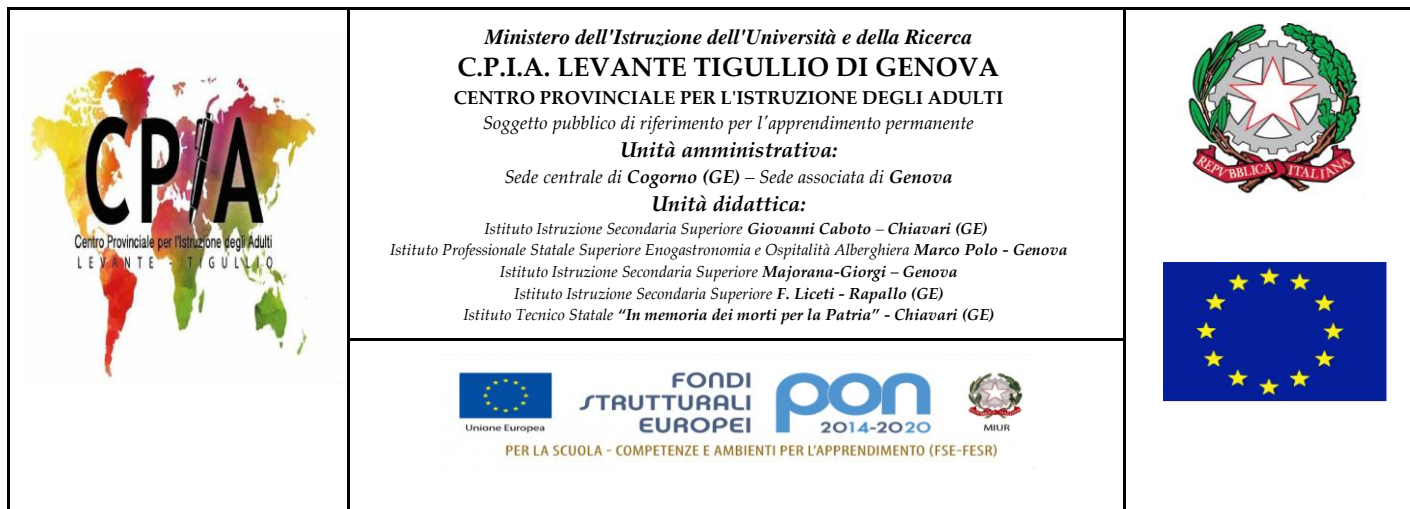 CPIA
Centro Provinciale per l'Istruzione degli Adulti
LEVANTE - TIGULLIO
Ministero dell'Istruzione dell'Università e della Ricerca
C.P.I.A. LEVANTE TIGULLIO DI GENOVA
CENTRO PROVINCIALE PER L'ISTRUZIONE DEGLI ADULTI
Soggetto pubblico di riferimento per l'apprendimento permanente
Unità amministrativa:
Sede centrale di Cogorno (GE) – Sede associata di Genova
Unità didattica:
Istituto Istruzione Secondaria Superiore Giovanni Caboto – Chiavari (GE)
Istituto Professionale Statale Superiore Enogastronomia e Ospitalità Alberghiera Marco Polo - Genova
Istituto Istruzione Secondaria Superiore Majorana-Giorgi – Genova
Istituto Istruzione Secondaria Superiore F. Liceti - Rapallo (GE)
Istituto Tecnico Statale “In memoria dei morti per la Patria” - Chiavari (GE)
REPVBBLICA ITALIANA
Unione Europea
FONDI
STRUTTURALI
EUROPEI
pon
2014-2020
MIUR
PER LA SCUOLA - COMPETENZE E AMBIENTI PER L'APPRENDIMENTO (FSE-FESR)